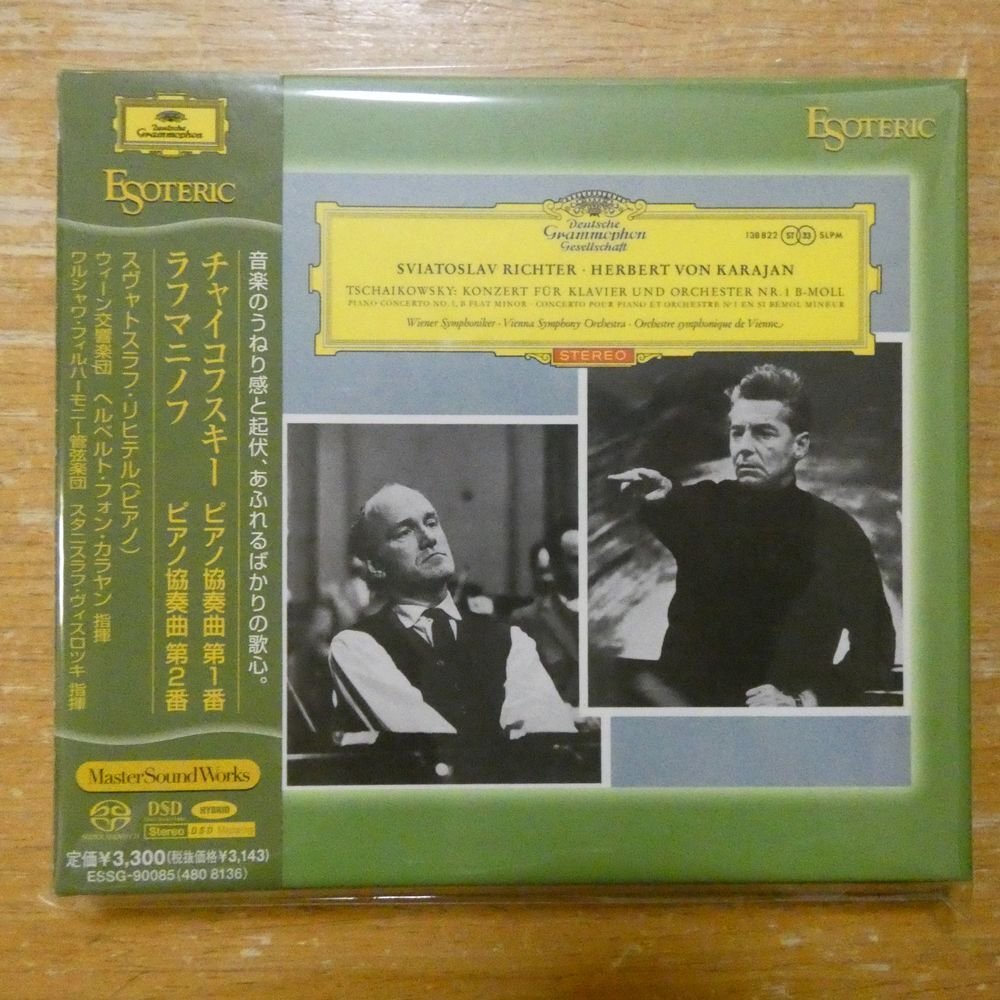 Deutsche
Grammophon
ESOTERIC
音楽のうねり感と起伏、あふれるばかりの歌心。
チャイコフスキー ピアノ協奏曲 第1番
ラフマニノフ ピアノ協奏曲 第2番
スヴャトスラフ・リヒテル(ピアノ)
ウィーン交響楽団 ヘルベルト・フォン・カラヤン 指揮
ワルシャワ・フィルハーモニー管弦楽団 スタニスラフ・ヴィスロツキ 指揮
MasterSoundWorks
DSD
HYBRID
Stereo DSD Mastering
定価¥3,300(税抜価格¥3,143)
ESSG-90085(480 8136)
ESOTERIC
Deutsche
Grammophon
Gesellschaft
138 822 ST 33 SLPM
SVIATOSLAV RICHTER · HERBERT VON KARAJAN
TSCHAIKOWSKY: KONZERT FÜR KLAVIER UND ORCHESTER NR. 1 B-MOLL
PIANO CONCERTO NO. 1, B FLAT MINOR · CONCERTO POUR PIANO ET ORCHESTRE N° 1 EN SI BEMOL MINEUR
Wiener Symphoniker · Vienna Symphony Orchestra · Orchestre symphonique de Vienne
STEREO